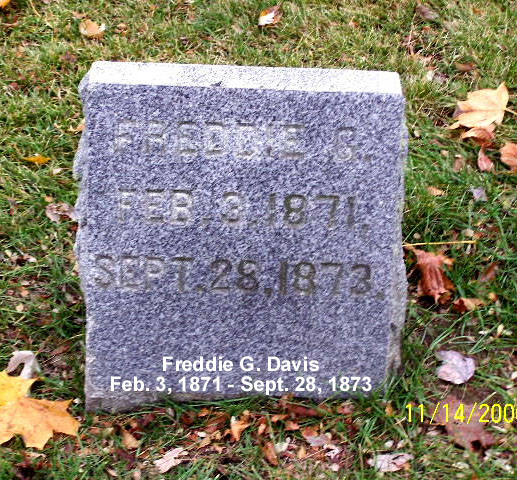 FREDDIE G.
FEB. 3, 1871.
SEPT. 28, 1873.
Freddie G. Davis
Feb. 3, 1871 - Sept. 28, 1873